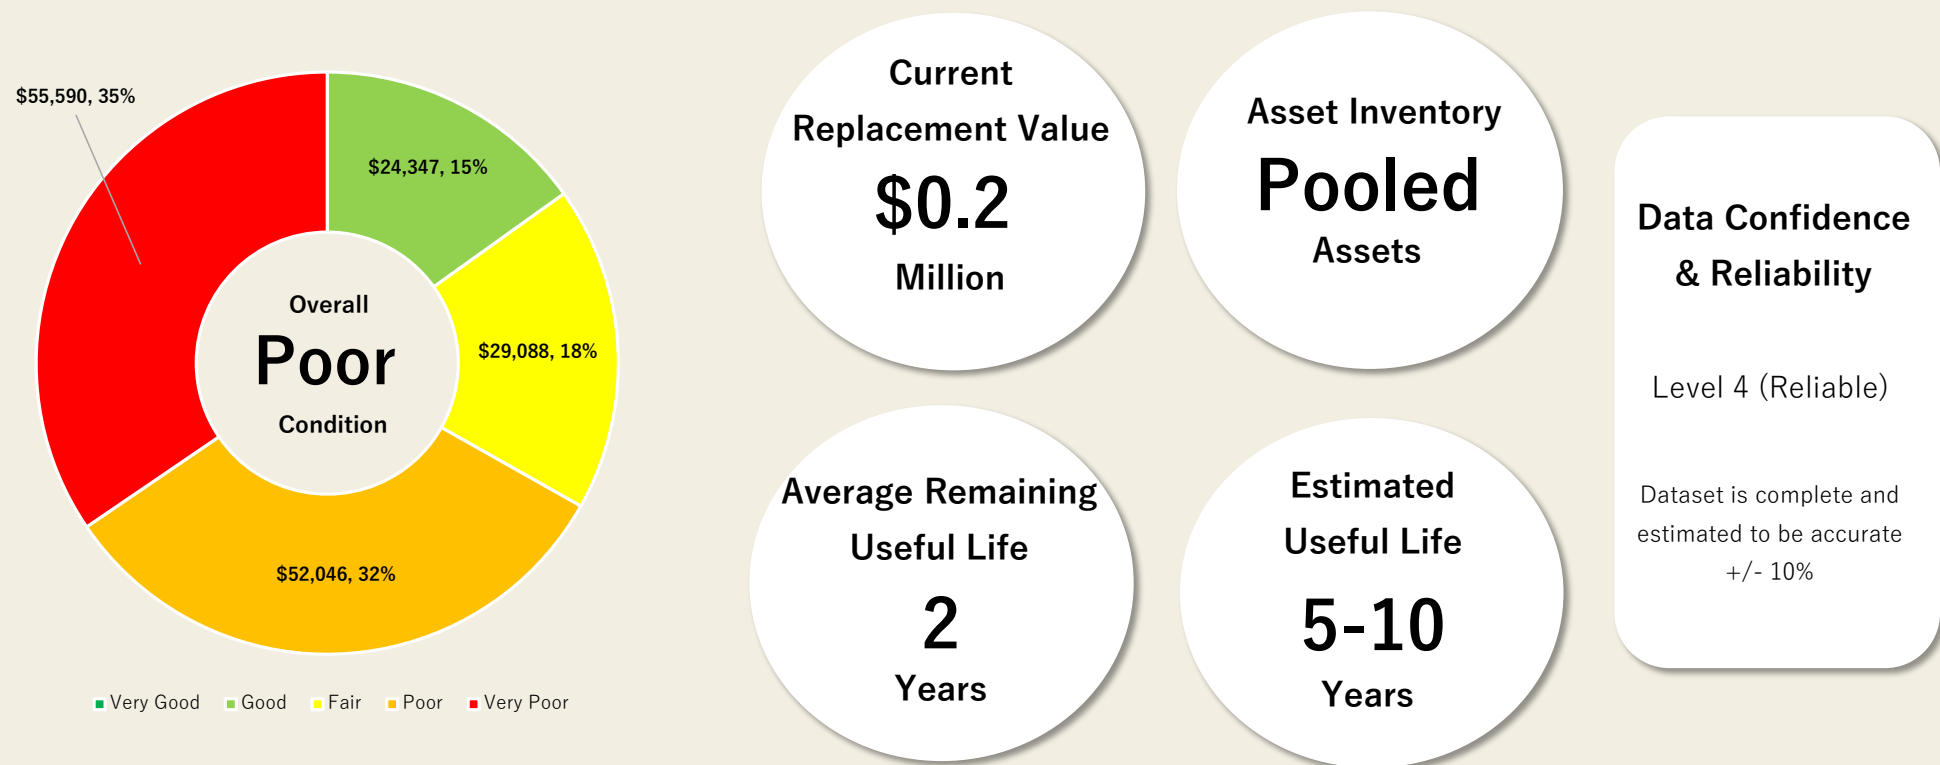 $55,590, 35%
$24,347, 15%
$29,088, 18%
$52,046, 32%
Overall
Poor
Condition
Very Good Good Fair Poor Very Poor
Current
Replacement Value
$0.2
Million
Asset Inventory
Pooled
Assets
Average Remaining
Useful Life
2
Years
Estimated
Useful Life
5-10
Years
Data Confidence
& Reliability
Level 4 (Reliable)
Dataset is complete and
estimated to be accurate
+/- 10%